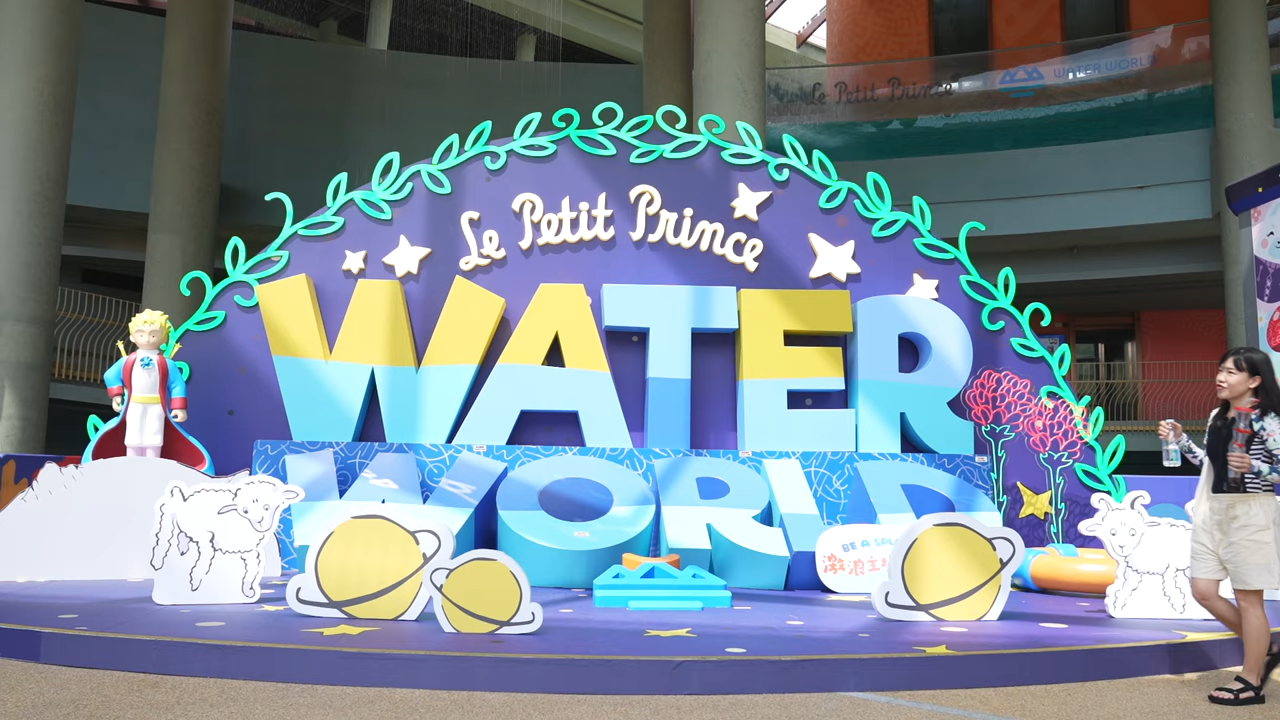 Le Petit Prince
WATER WORLD
Le Petit Prince
WATER
WORLD
BE A SPL
激浪主